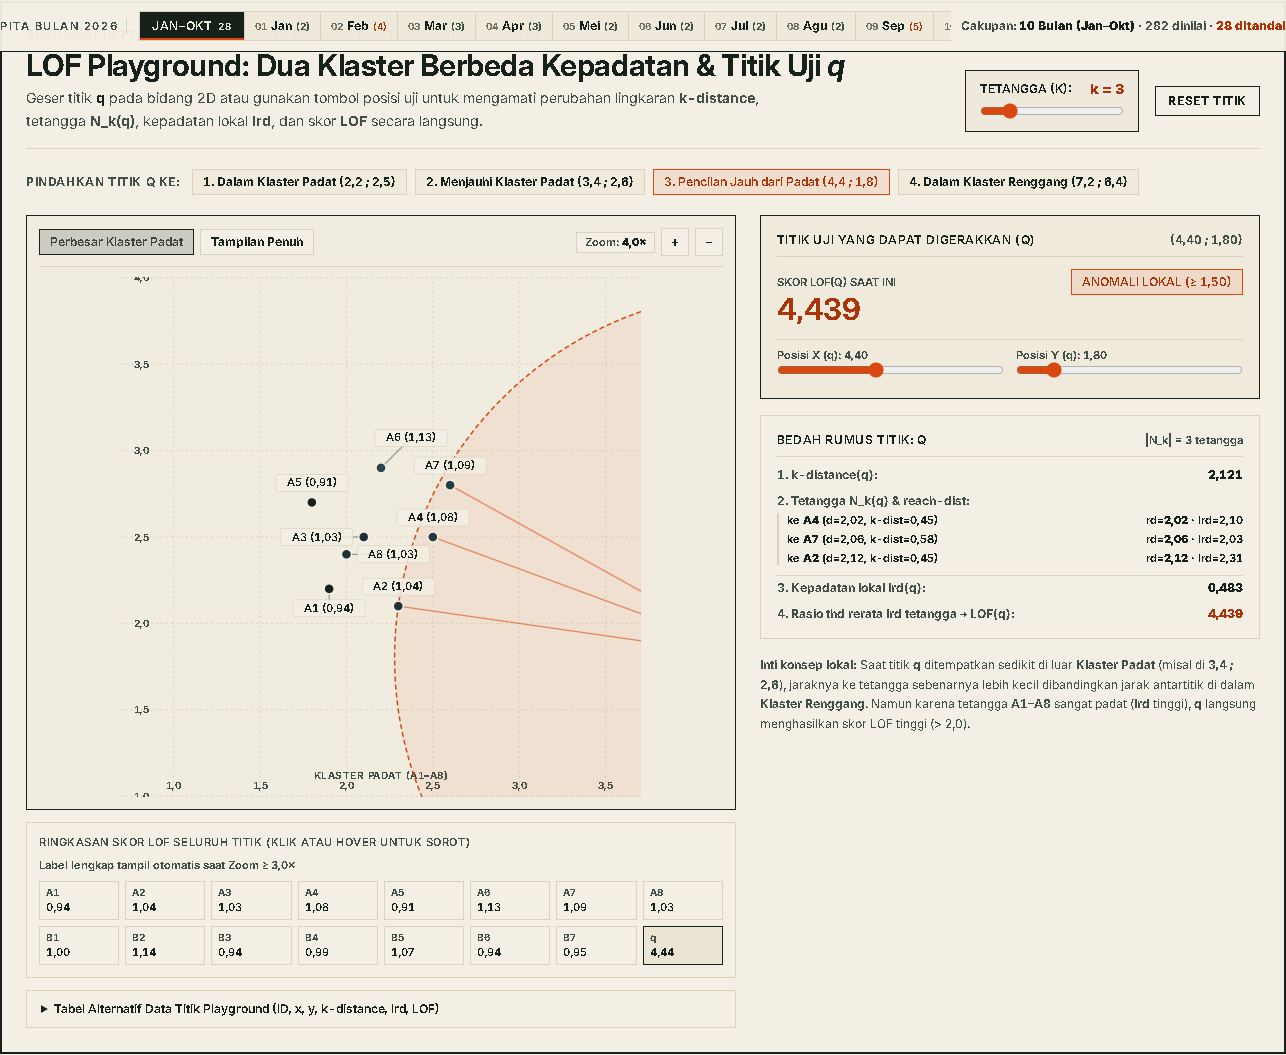 PITA BULAN 2026 JAN–OKT 28 01 Jan (2) 02 Feb (4) 03 Mar (3) 04 Apr (3) 05 Mei (2) 06 Jun (2) 07 Jul (2) 08 Agu (2) 09 Sep (5) Cakupan: 10 Bulan (Jan–Okt) · 282 dinilai · 28 ditandai
LOF Playground: Dua Klaster Berbeda Kepadatan & Titik Uji q
Geser titik q pada bidang 2D atau gunakan tombol posisi uji untuk mengamati perubahan lingkaran k-distance,
tetangga N_k(q), kepadatan lokal lrd, dan skor LOF secara langsung.
TETANGGA (K): k = 3
RESET TITIK
PINDAHKAN TITIK Q KE: 1. Dalam Klaster Padat (2,2 ; 2,5) 2. Menjauhi Klaster Padat (3,4 ; 2,6) 3. Pencilan Jauh dari Padat (4,4 ; 1,8) 4. Dalam Klaster Renggang (7,2 ; 6,4)
Perbesar Klaster Padat Tampilan Penuh Zoom: 4,0× + −
4,0
3,5
3,0
2,5
2,0
1,5
1,0
A6 (1,13)
A7 (1,09)
A5 (0,91)
A4 (1,08)
A3 (1,03)
A8 (1,03)
A2 (1,04)
A1 (0,94)
KLASTER PADAT (A1–A8)
1,0 1,5 2,0 2,5 3,0 3,5
RINGKASAN SKOR LOF SELURUH TITIK (KLIK ATAU HOVER UNTUK SOROT)
Label lengkap tampil otomatis saat Zoom ≥ 3,0×
A1 A2 A3 A4 A5 A6 A7 A8
0,94 1,04 1,03 1,08 0,91 1,13 1,09 1,03
B1 B2 B3 B4 B5 B6 B7 q
1,00 1,14 0,94 0,99 1,07 0,94 0,95 4,44
▶ Tabel Alternatif Data Titik Playground (ID, x, y, k-distance, lrd, LOF)
TITIK UJI YANG DAPAT DIGERAKKAN (Q) (4,40 ; 1,80)
SKOR LOF(Q) SAAT INI ANOMALI LOKAL (≥ 1,50)
4,439
Posisi X (q): 4,40 Posisi Y (q): 1,80
BEDAH RUMUS TITIK: Q |N_k| = 3 tetangga
1. k-distance(q): 2,121
2. Tetangga N_k(q) & reach-dist:
ke A4 (d=2,02, k-dist=0,45) rd=2,02 · lrd=2,10
ke A7 (d=2,06, k-dist=0,58) rd=2,06 · lrd=2,03
ke A2 (d=2,12, k-dist=0,45) rd=2,12 · lrd=2,31
3. Kepadatan lokal lrd(q): 0,483
4. Rasio thd rerata lrd tetangga → LOF(q): 4,439
Inti konsep lokal: Saat titik q ditempatkan sedikit di luar Klaster Padat (misal di 3,4 ;
2,6), jaraknya ke tetangga sebenarnya lebih kecil dibandingkan jarak antartitik di dalam
Klaster Renggang. Namun karena tetangga A1–A8 sangat padat (lrd tinggi), q langsung
menghasilkan skor LOF tinggi (> 2,0).